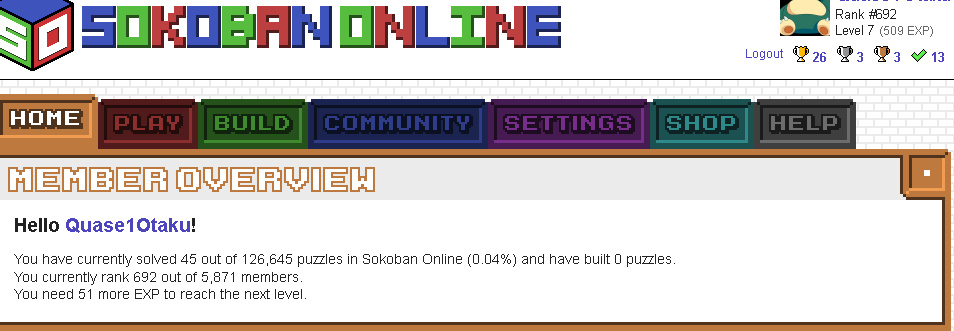 SOKOBAN ONLINE
SO
Rank #692
Level 7 (509 EXP)
Logout 26 3 3 13
HOME PLAY BUILD COMMUNITY SETTINGS SHOP HELP
MEMBER OVERVIEW
Hello Quase1Otaku!
You have currently solved 45 out of 126,645 puzzles in Sokoban Online (0.04%) and have built 0 puzzles.
You currently rank 692 out of 5,871 members.
You need 51 more EXP to reach the next level.